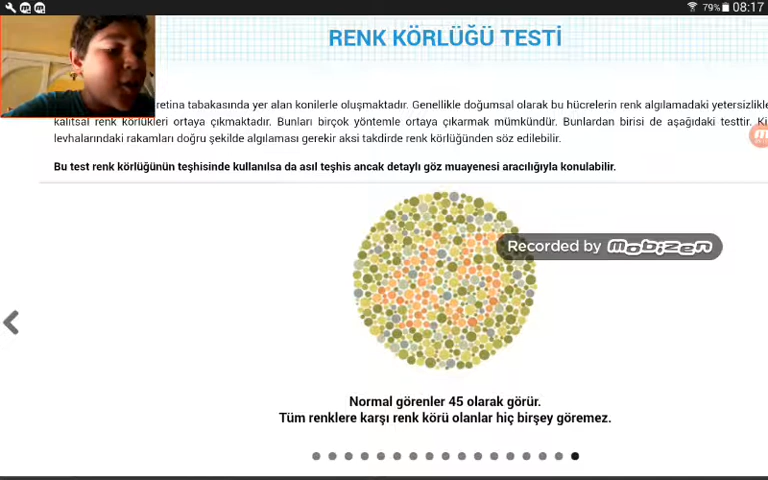 79% 08:17
RENK KÖRLÜĞÜ TESTİ
retina tabakasında yer alan konilerle oluşmaktadır. Genellikle doğumsal olarak bu hücrelerin renk algılamadaki yetersizlikle
kalıtsal renk körlükleri ortaya çıkmaktadır. Bunları birçok yöntemle ortaya çıkarmak mümkündür. Bunlardan birisi de aşağıdaki testtir. Ki
levhalarındaki rakamları doğru şekilde algılaması gerekir aksi takdirde renk körlüğünden söz edilebilir.
Bu test renk körlüğünün teşhisinde kullanılsa da asıl teşhis ancak detaylı göz muayenesi aracılığıyla konulabilir.
45
Recorded by mobizen
Normal görenler 45 olarak görür.
Tüm renklere karşı renk körü olanlar hiç birşey göremez.